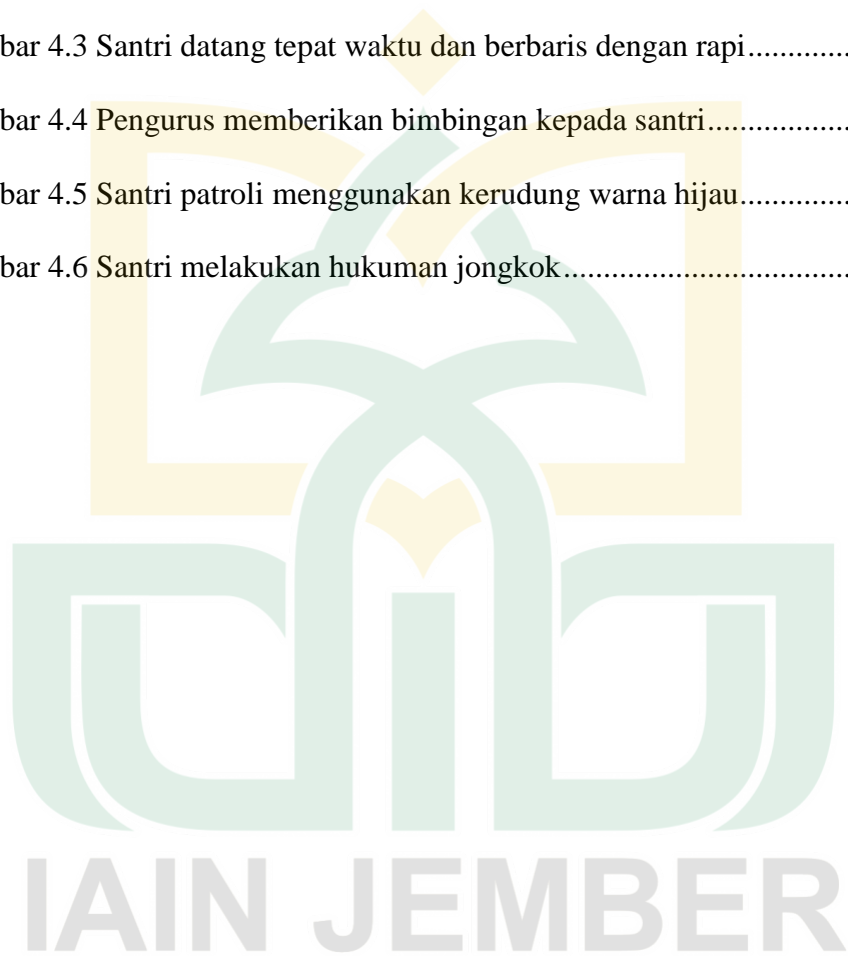 bar 4.3 Santri datang tepat waktu dan berbaris dengan rapi.............
bar 4.4 Pengurus memberikan bimbingan kepada santri..................
bar 4.5 Santri patroli menggunakan kerudung warna hijau..............
bar 4.6 Santri melakukan hukuman jongkok...................................
IAIN JEMBER